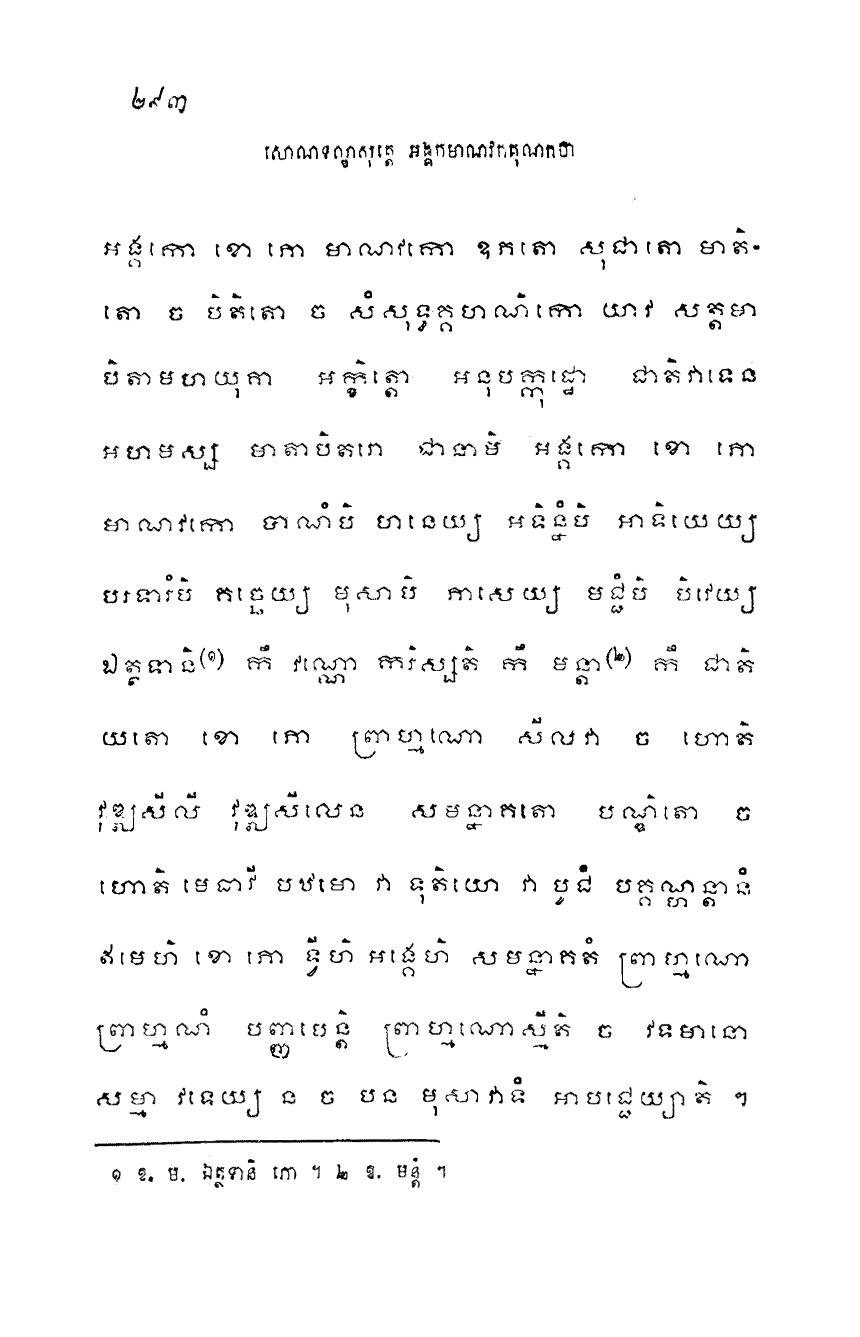 ២៩៣
សោណទណ្ឌសុត្តេ អង្គកមាណវកគុណកថា
អង្គកោ ខោ ភោ មាណវកោ ឧភតោ សុជាតោ មាតិ-
តោ ច បិតិតោ ច សំសុទ្ធគ្គហណិកោ យាវ សត្តមា
បិតាមហយុគា អក្ខិត្តោ អនុបក្កុដ្ឋោ ជាតិវាទេន
អហមស្ស មាតាបិតរោ ជានាមិ អង្គកោ ខោ ភោ
មាណវកោ បាណំបិ ហនេយ្យ អទិន្នំបិ អាទិយេយ្យ
បរទារំបិ គច្ឆេយ្យ មុសាបិ ភាសេយ្យ មជ្ជំបិ បិវេយ្យ
ឯត្ថទានិ(១) កឹ វណ្ណោ ករិស្សតិ កឹ មន្តា(២) កឹ ជាតិ
យតោ ខោ ភោ ព្រាហ្មណោ សីលវា ច ហោតិ
វុឌ្ឍសីលី វុឌ្ឍសីលេន សមន្នាគតោ បណ្ឌិតោ ច
ហោតិ មេធាវី បឋមោ វា ទុតិយោ វា បូជំ បគ្គណ្ហន្តានំ
ឥមេហិ ខោ ភោ ទ្វីហិ អង្គេហិ សមន្នាគតំ ព្រាហ្មណោ
ព្រាហ្មណំ បញ្ញាបេន្តិ ព្រាហ្មណោស្មីតិ ច វទមានោ
សម្មា វទេយ្យ ន ច បន មុសាវាទំ អាបជ្ជេយ្យាតិ ។
១ ឱ. ម. ឯត្ថទានិ ភោ ។ ២ ឱ. មន្តំ ។